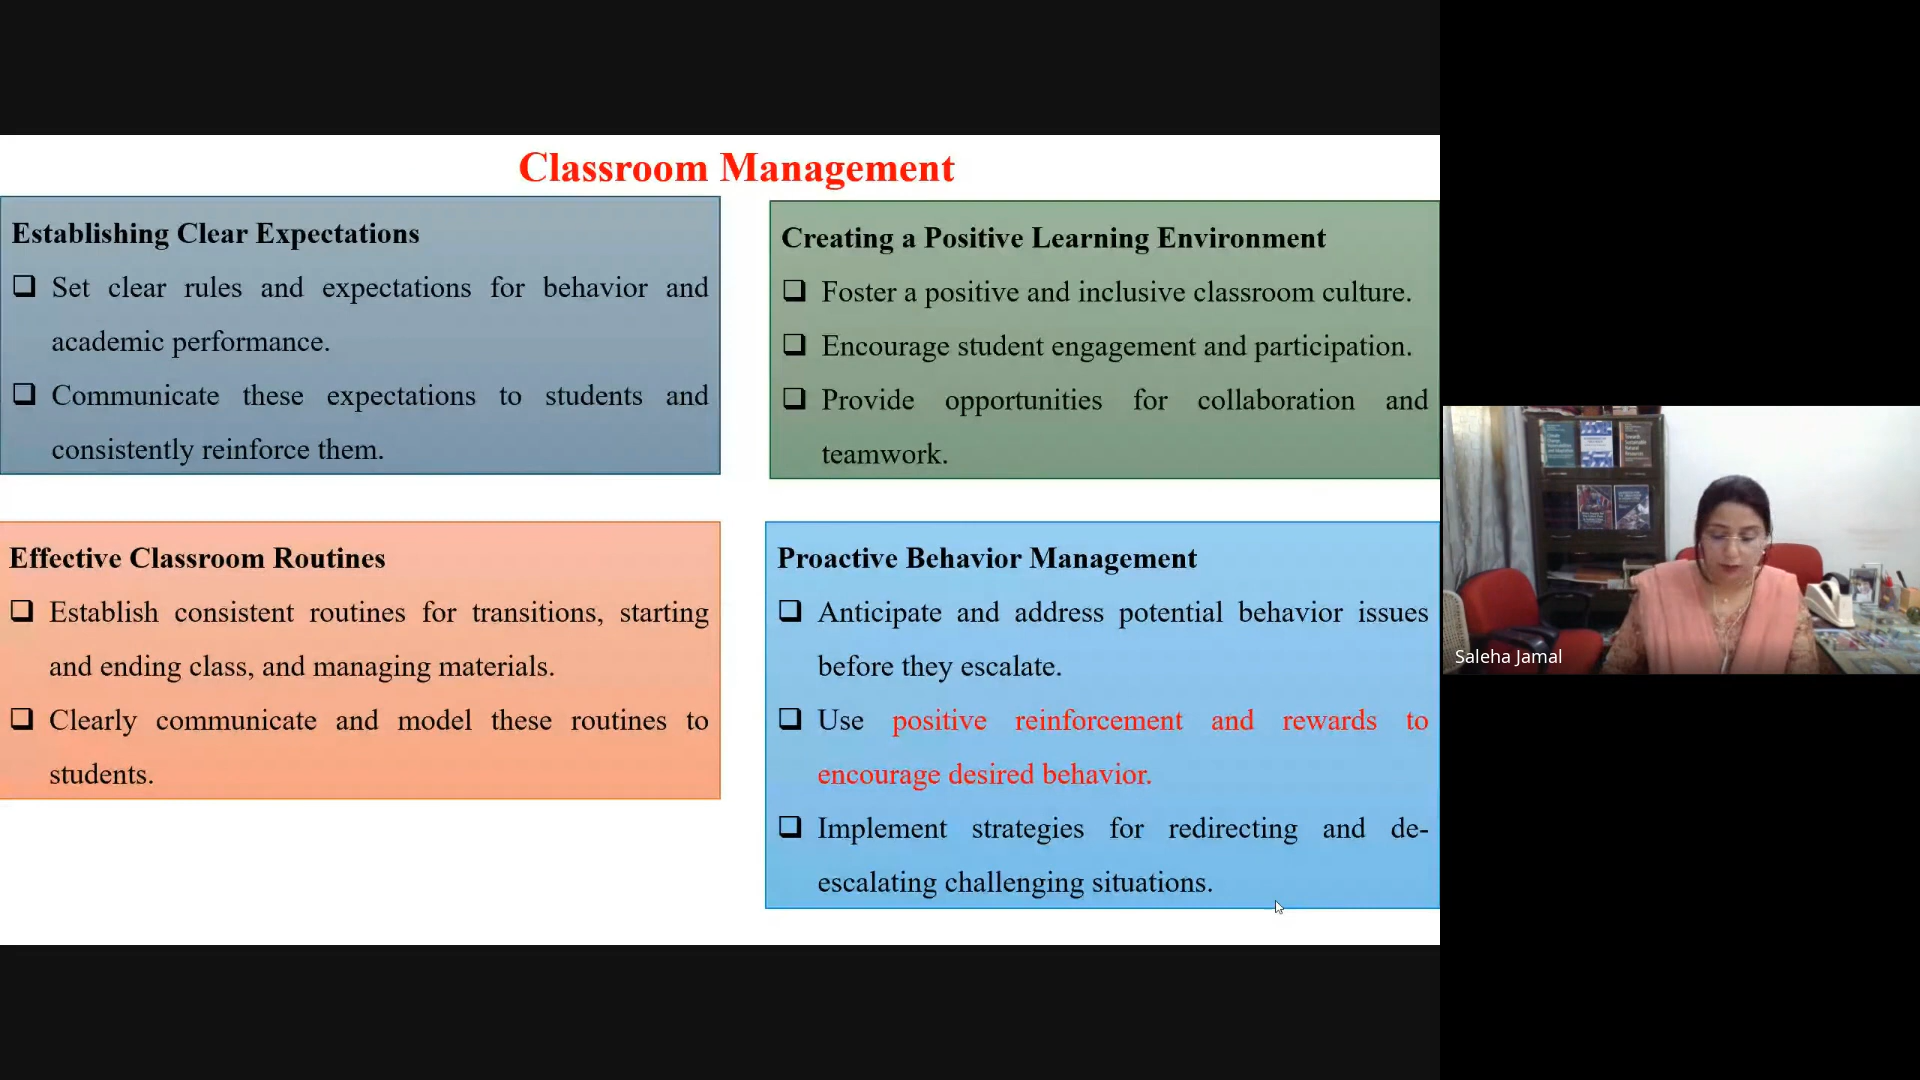 Classroom Management
Establishing Clear Expectations
❑ Set clear rules and expectations for behavior and
academic performance.
❑ Communicate these expectations to students and
consistently reinforce them.
Creating a Positive Learning Environment
❑ Foster a positive and inclusive classroom culture.
❑ Encourage student engagement and participation.
❑ Provide opportunities for collaboration and
teamwork.
Effective Classroom Routines
❑ Establish consistent routines for transitions, starting
and ending class, and managing materials.
❑ Clearly communicate and model these routines to
students.
Proactive Behavior Management
❑ Anticipate and address potential behavior issues
before they escalate.
❑ Use positive reinforcement and rewards to
encourage desired behavior.
❑ Implement strategies for redirecting and de-
escalating challenging situations.
Saleha Jamal